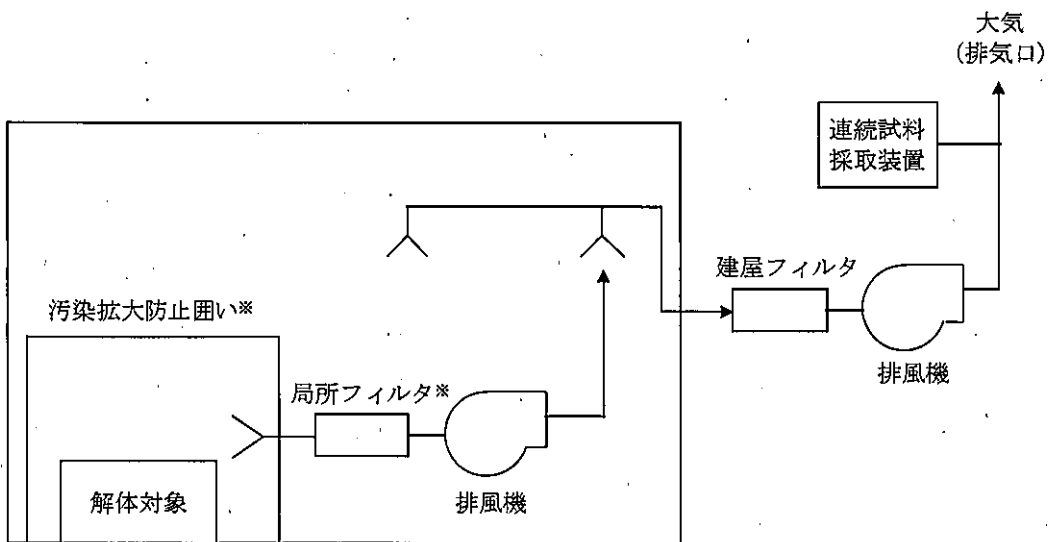 大気
(排気口)
連続試料
採取装置
建屋フィルタ
排風機
汚染拡大防止囲い※
局所フィルタ※
排風機
解体対象